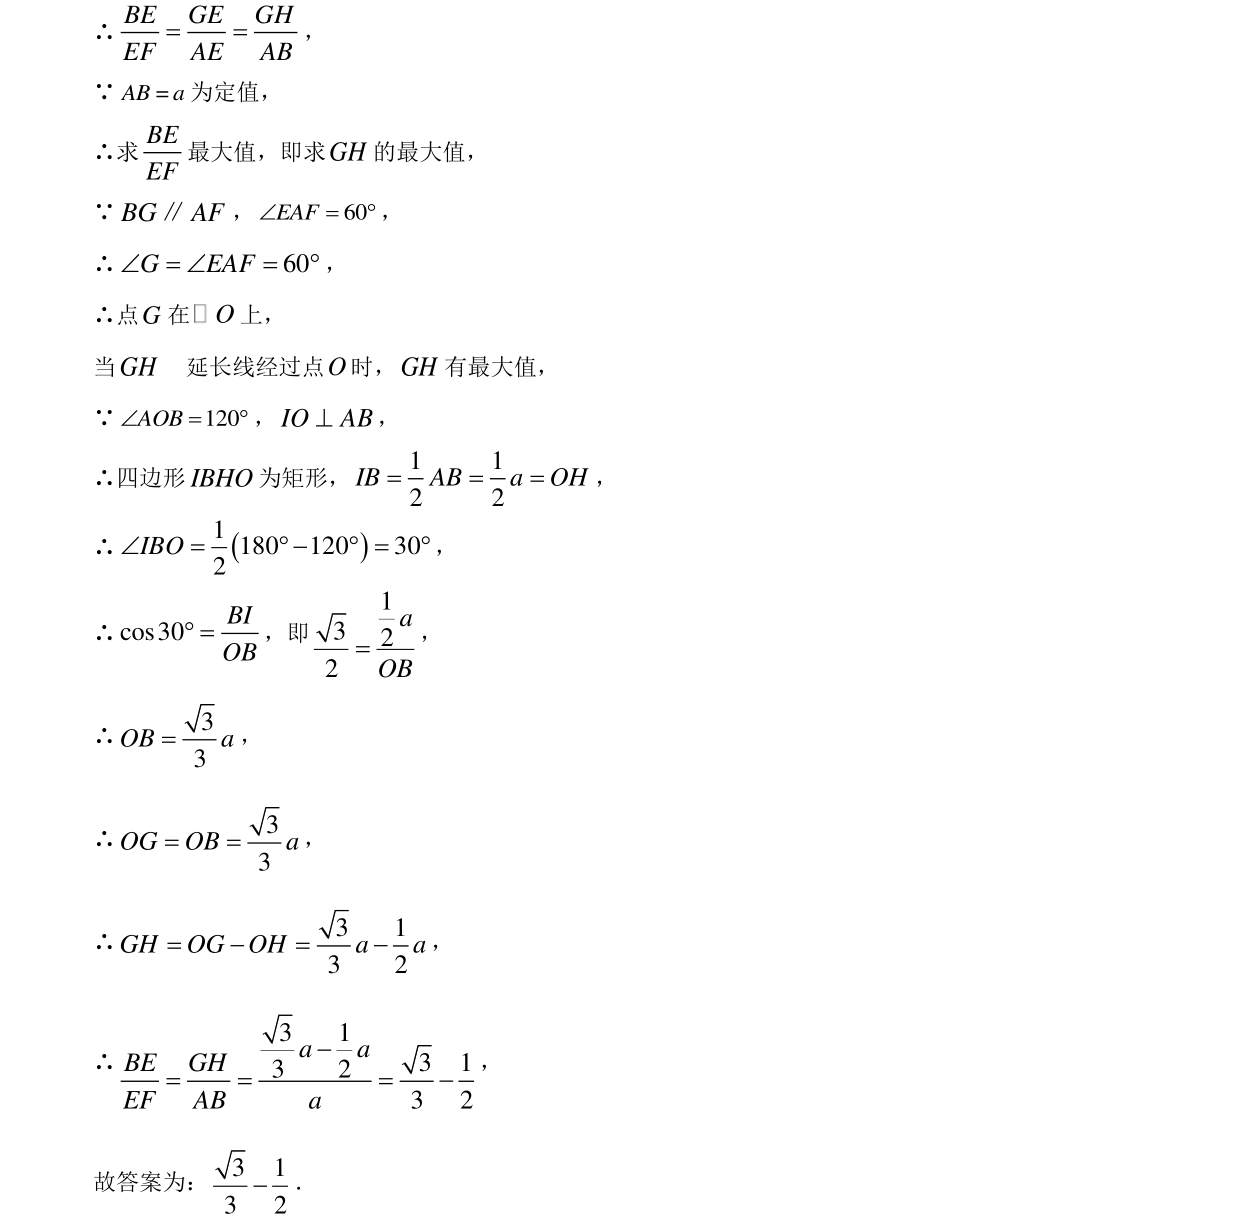 ∴ BE/EF = GE/AE = GH/AB，
∵ AB = a 为定值，
∴求 BE/EF 最大值，即求 GH 的最大值，
∵ BG // AF， ∠EAF = 60°，
∴ ∠G = ∠EAF = 60°，
∴点 G 在 □ O 上，
当 GH 延长线经过点 O 时， GH 有最大值，
∵ ∠AOB = 120°， IO ⊥ AB，
∴四边形 IBHO 为矩形， IB = 1/2 AB = 1/2 a = OH，
∴ ∠IBO = 1/2 (180° − 120°) = 30°，
∴ cos 30° = BI/OB，即 √3/2 = (1/2 a)/OB，
∴ OB = √3/3 a，
∴ OG = OB = √3/3 a，
∴ GH = OG − OH = √3/3 a − 1/2 a，
∴ BE/EF = GH/AB = (√3/3 a − 1/2 a)/a = √3/3 − 1/2，
故答案为： √3/3 − 1/2．